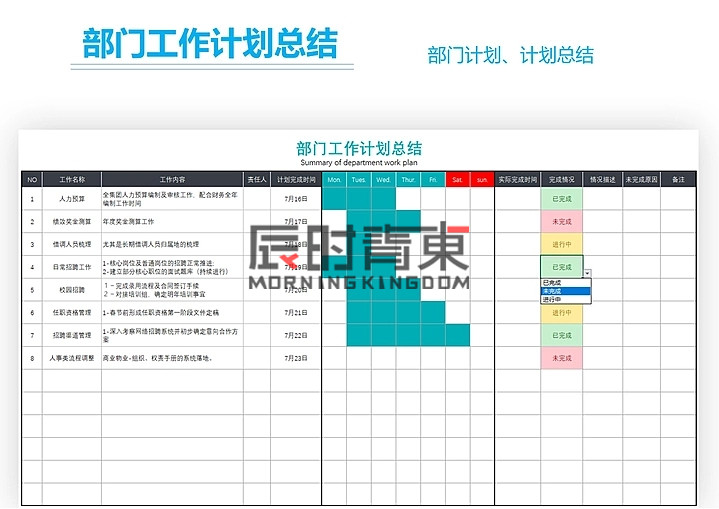 部门工作计划总结
部门计划、计划总结
部门工作计划总结
Summary of department work plan
NO 工作名称 工作内容 责任人 计划完成时间 Mon. Tues. Wed. Thur. Fri. Sat. sun. 实际完成时间 完成情况 情况描述 未完成原因 备注
1 人力预算 全集团人力预算编制及审核工作、配合财务全年编制工作时间 7月16日 已完成
2 绩效奖金测算 年度奖金测算工作 7月17日 未完成
3 借调人员梳理 尤其是长期借调人员归属地的梳理 7月18日 进行中
4 日常招聘工作 1-核心岗位及普通岗位的招聘正常推进;
2-建立部分核心职位的面试题库（持续进行） 7月19日 已完成
已完成
未完成
进行中
5 校园招聘 1－完成录用流程及合同签订手续
2－对接培训组、确定明年培训事宜 7月20日
6 任职资格管理 1-春节前形成任职资格第一阶段文件定稿 7月21日 进行中
7 招聘渠道管理 1-深入考察网络招聘系统并初步确定意向合作方案 7月22日 已完成
8 人事类流程调整 商业物业-组织、权责手册的系统落地。 7月23日 未完成
辰时青東
MORNINGKINGDOM